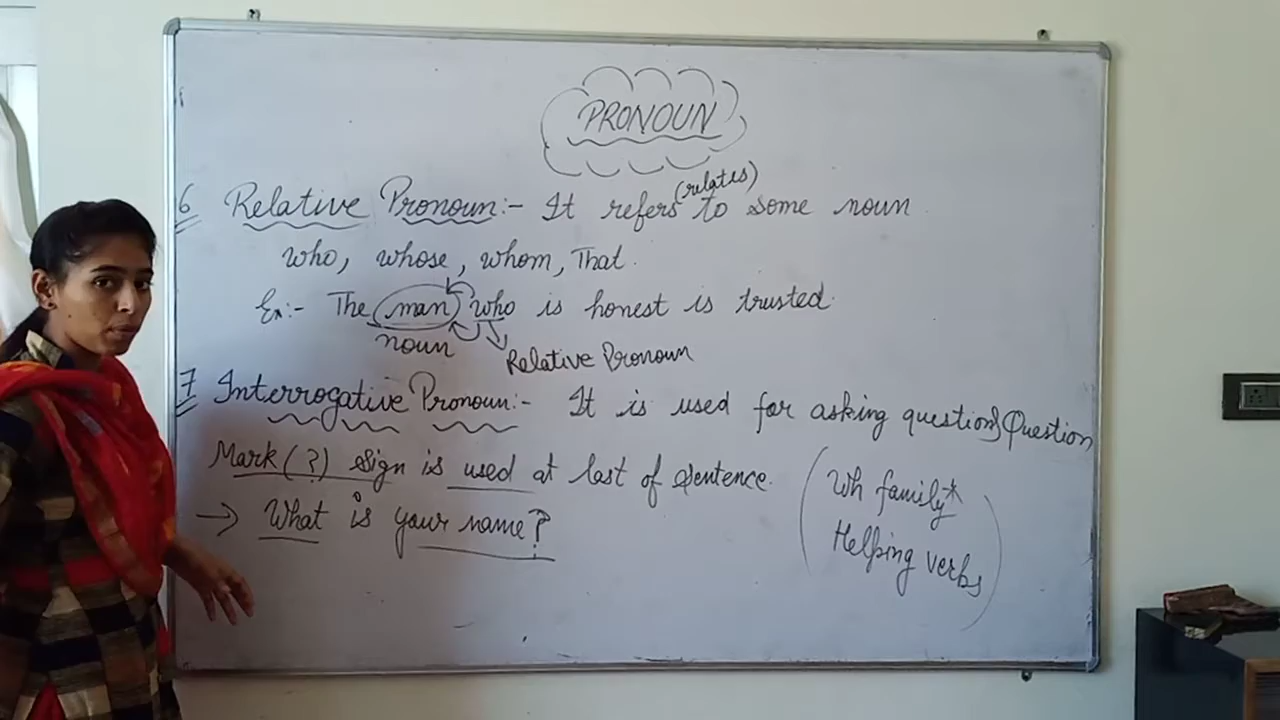 PRONOUN
6 Relative Pronoun:- It refers (relates) to some noun
who, whose, whom, That.
Ex:- The man who is honest is trusted.
noun
Relative Pronoun
7 Interrogative Pronoun:- It is used for asking questions} Question
Mark (?) sign is used at last of sentence.
(Wh family*
→ What is your name?
Helping verbs)